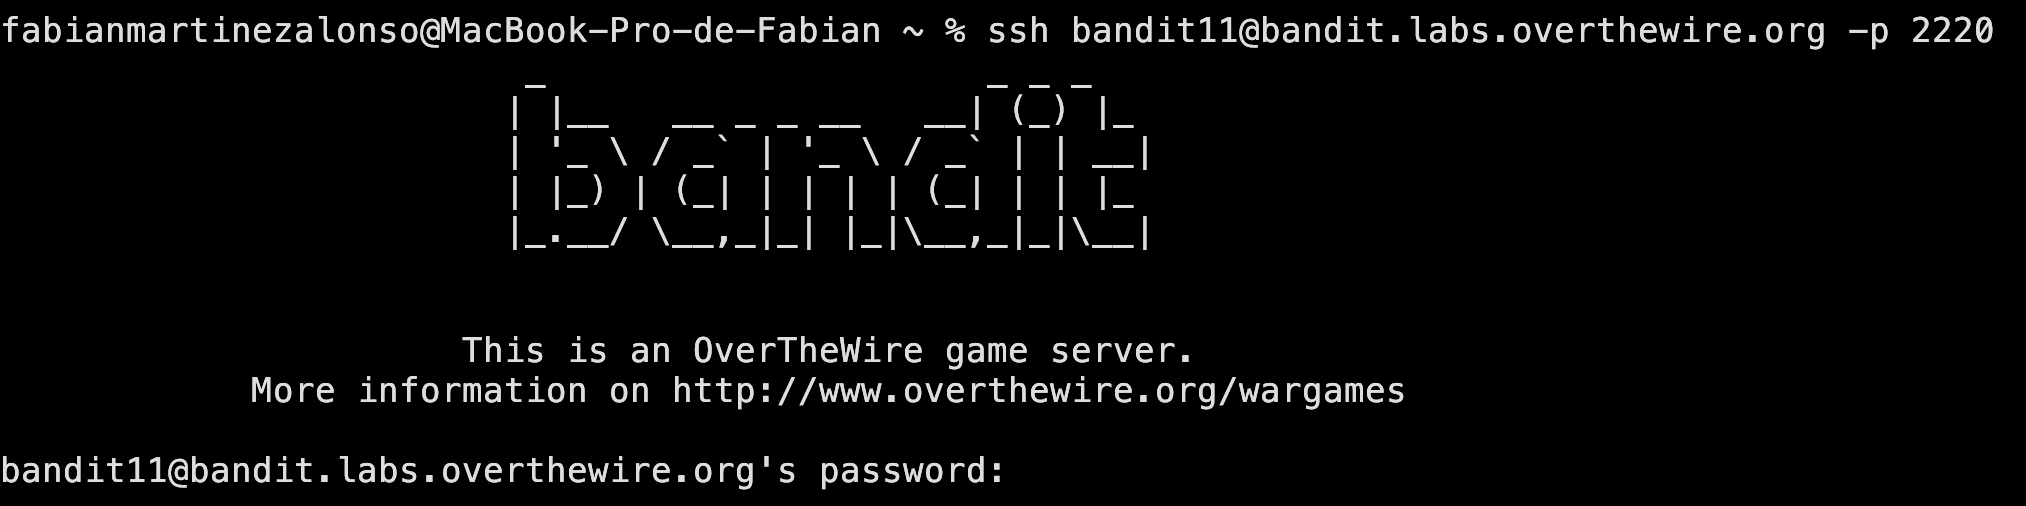 fabianmartinezalonso@MacBook-Pro-de-Fabian ~ % ssh bandit11@bandit.labs.overthewire.org -p 2220
                         _                     _ _ _
                        | |__   __ _ _ __   __| (_) |_
                        | '_ \ / _` | '_ \ / _` | | __|
                        | |_) | (_| | | | | (_| | | |_
                        |_.__/ \__,_|_| |_|\__,_|_|\__|
                      This is an OverTheWire game server.
            More information on http://www.overthewire.org/wargames
bandit11@bandit.labs.overthewire.org's password: